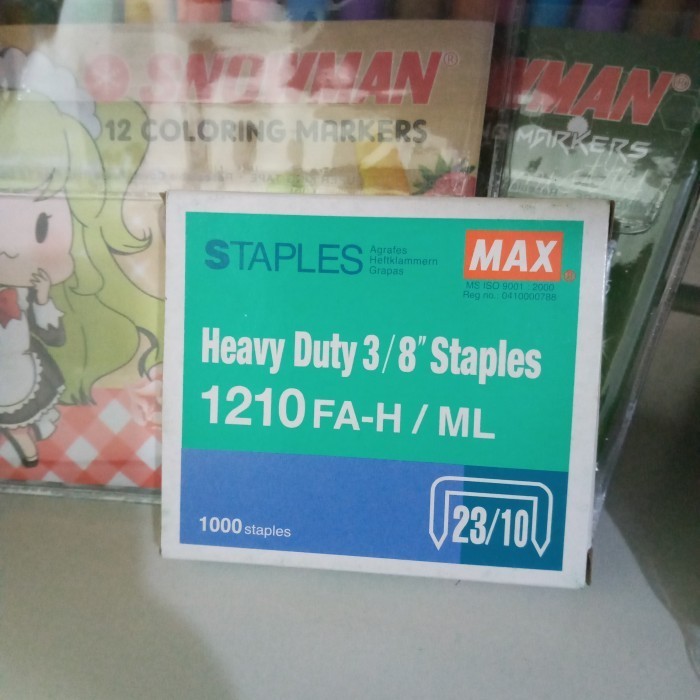 SNOWMAN®
12 COLORING MARKERS
MAN®
MARKERS
STAPLES
Agrafes
Heftklammern
Grapas
MAX®
MS ISO 9001 : 2000
Reg no.: 0410000788
Heavy Duty 3/8" Staples
1210 FA-H / ML
1000 staples
23/10